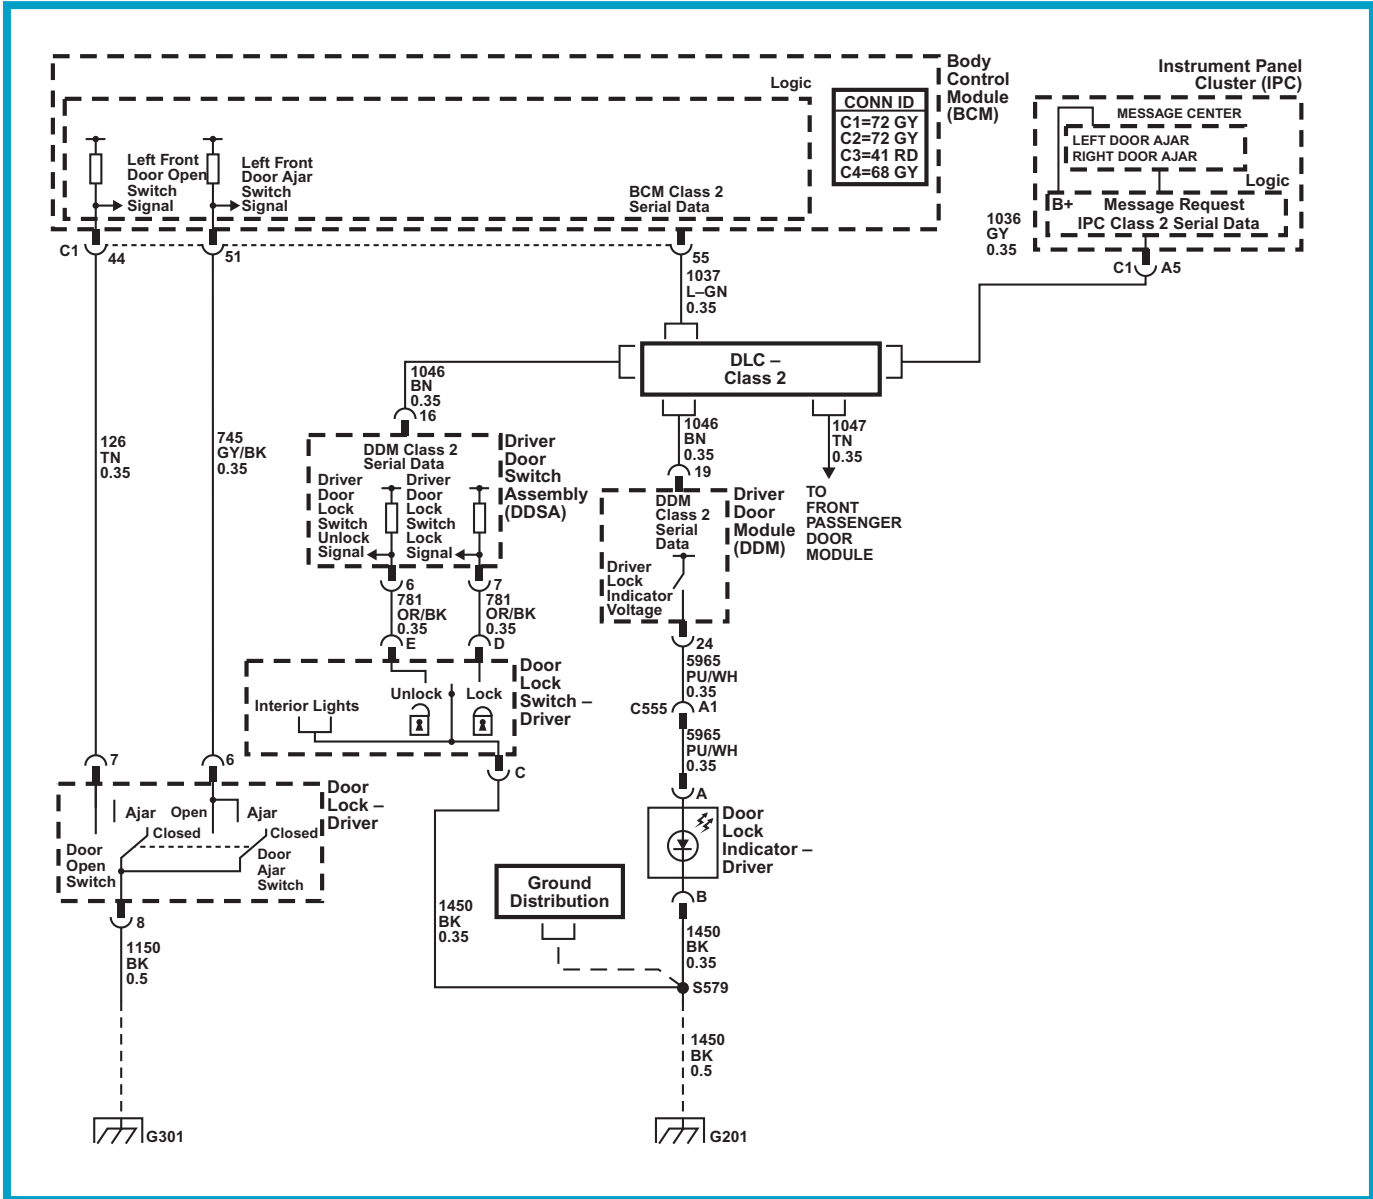 Body
Control
Module
(BCM)
Logic
CONN ID
C1=72 GY
C2=72 GY
C3=41 RD
C4=68 GY
Left Front
Door Open
Switch
Signal
Left Front
Door Ajar
Switch
Signal
BCM Class 2
Serial Data
Instrument Panel
Cluster (IPC)
MESSAGE CENTER
LEFT DOOR AJAR
RIGHT DOOR AJAR
Logic
B+
Message Request
IPC Class 2 Serial Data
1036
GY
0.35
C1
A5
C1
44
51
55
1037
L–GN
0.35
DLC –
Class 2
1046
BN
0.35
16
1046
BN
0.35
19
1047
TN
0.35
TO
FRONT
PASSENGER
DOOR
MODULE
126
TN
0.35
745
GY/BK
0.35
DDM Class 2
Serial Data
Driver
Door
Lock
Switch
Unlock
Signal
Driver
Door
Lock
Switch
Lock
Signal
Driver
Door
Switch
Assembly
(DDSA)
DDM
Class 2
Serial
Data
Driver
Lock
Indicator
Voltage
Driver
Door
Module
(DDM)
6
781
OR/BK
0.35
E
7
781
OR/BK
0.35
D
24
5965
PU/WH
0.35
C555
A1
5965
PU/WH
0.35
A
Interior Lights
Unlock
Lock
Door
Lock
Switch –
Driver
C
7
6
Ajar
Open
Ajar
Closed
Closed
Door
Open
Switch
Door
Ajar
Switch
Door
Lock –
Driver
8
1150
BK
0.5
G301
Door
Lock
Indicator –
Driver
B
Ground
Distribution
1450
BK
0.35
1450
BK
0.35
S579
1450
BK
0.5
G201